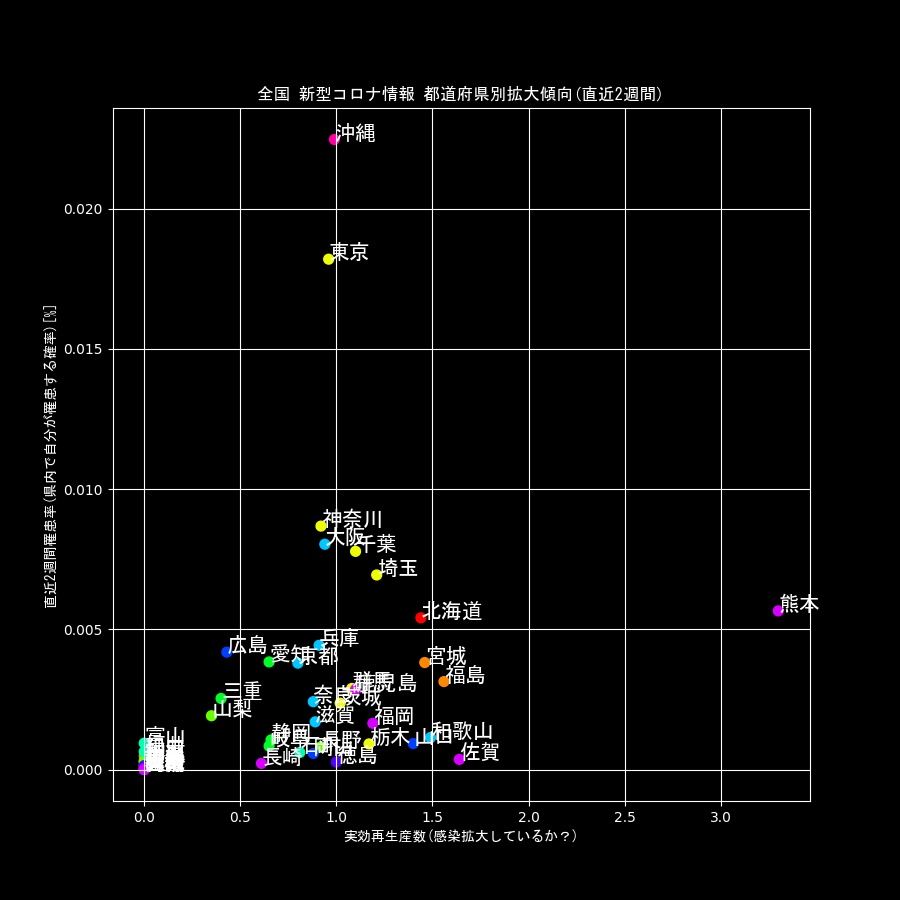 全国 新型コロナ情報 都道府県別拡大傾向(直近2週間)
沖縄
0.020
東京
0.015
直近2週間罹患率(県内で自分が罹患する確率)[%]
0.010
神奈川
大阪
千葉
埼玉
熊本
北海道
0.005
兵庫
広島
愛知
京都
宮城
福島
群馬
鹿児島
三重
奈良
茨城
山梨
滋賀
福岡
富山
静岡
岐阜
長野
栃木
山口
和歌山
長崎
徳島
佐賀
0.000
0.0 0.5 1.0 1.5 2.0 2.5 3.0
実効再生産数(感染拡大しているか？)